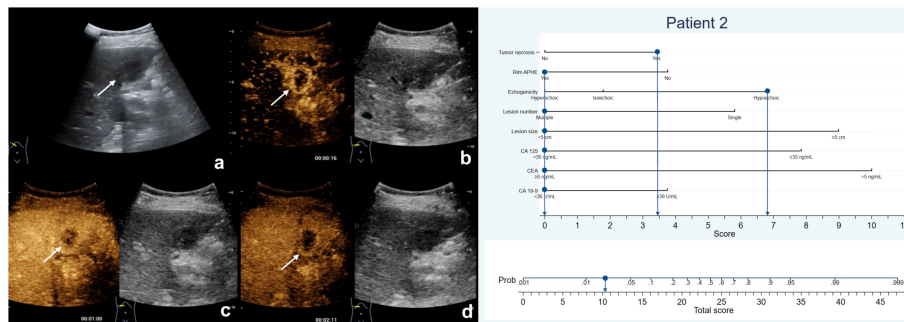 Patient 2
Tumor necrosis
No Yes
Rim APHE
Yes No
Echogenicity
Hyperechoic Isoechoic Hypoechoic
Lesion number
Multiple Single
Lesion size
<5 cm ≥5 cm
CA 125
<35 ng/mL ≥35 ng/mL
CEA
≥5 ng/mL <5 ng/mL
CA 19-9
<36 U/mL ≥36 U/mL
0 1 2 3 4 5 6 7 8 9 10 11
Score
Prob .001 .01 .05 .1 .2 .3 .4 .5 .6 .7 .8 .9 .95 .99 .999
0 5 10 15 20 25 30 35 40 45
Total score
a
00:00:16
b
00:01:00
c
00:02:11
d